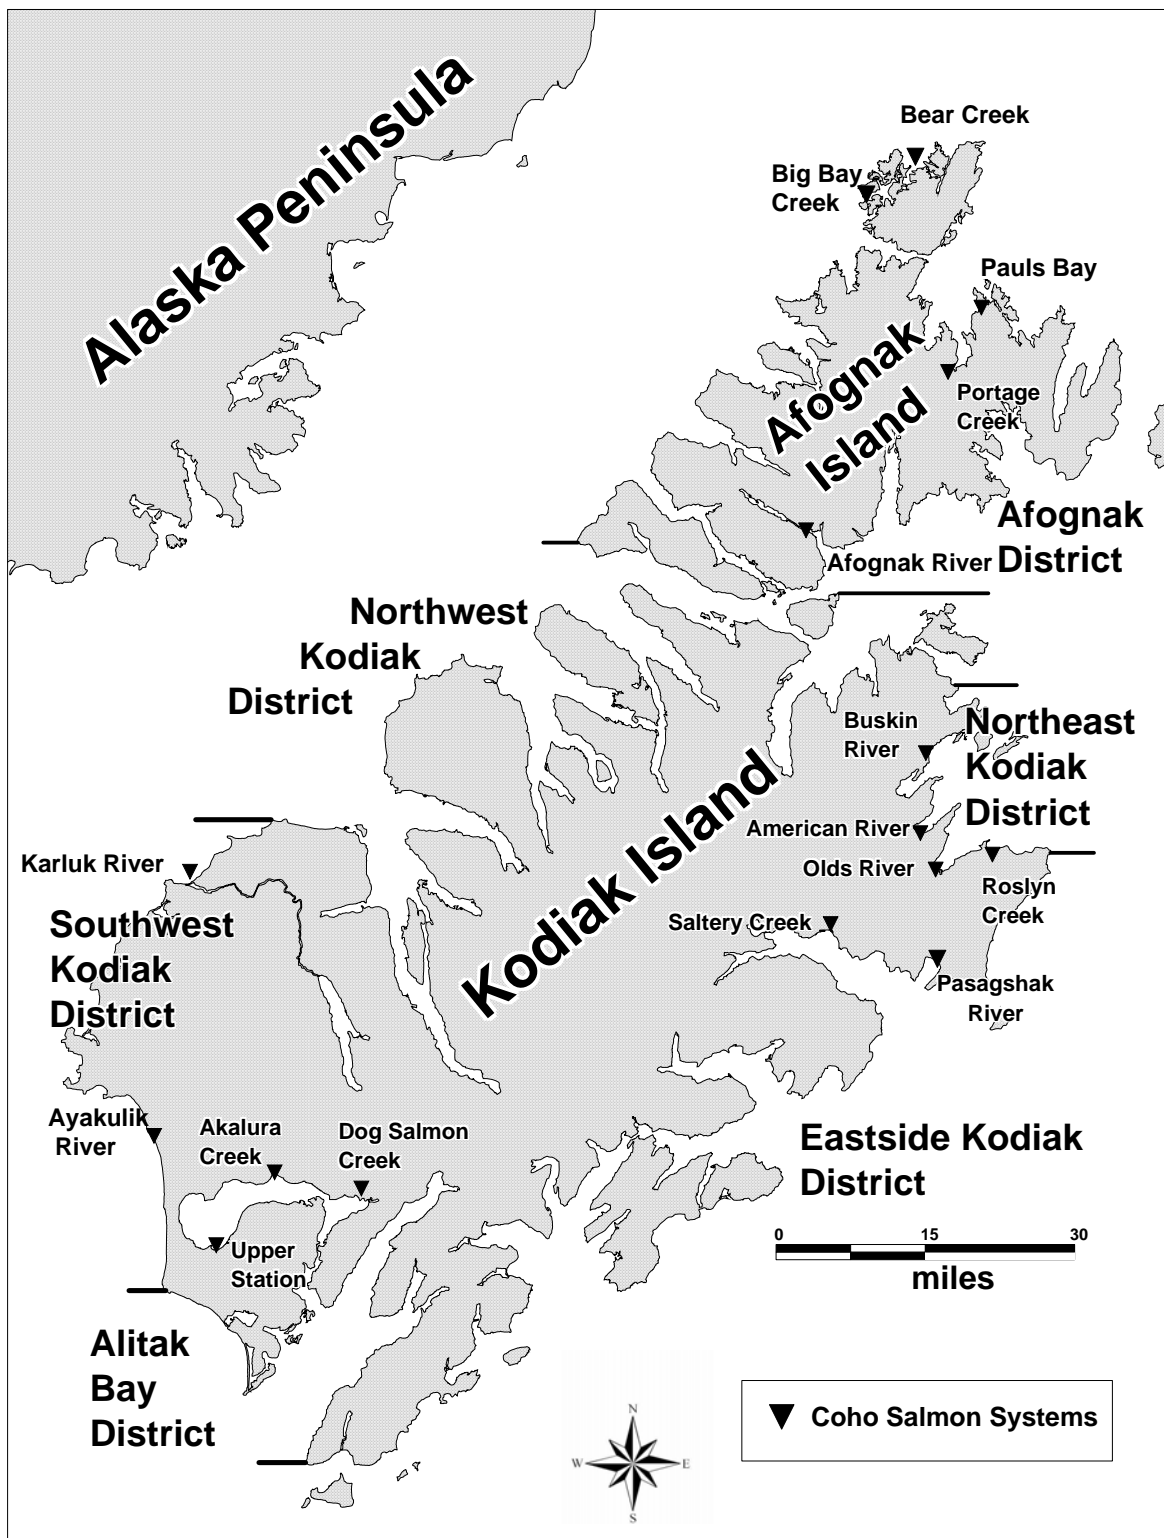 Alaska Peninsula
Bear Creek
Big Bay
Creek
Pauls Bay
Afognak
Island
Portage
Creek
Afognak
District
Afognak River
Northwest
Kodiak
District
Buskin
River
Northeast
Kodiak
District
Kodiak Island
American River
Olds River
Roslyn
Creek
Karluk River
Southwest
Kodiak
District
Saltery Creek
Pasagshak
River
Ayakulik
River
Akalura
Creek
Dog Salmon
Creek
Eastside Kodiak
District
Upper
Station
0 15 30
miles
Alitak
Bay
District
N
W E
S
Coho Salmon Systems